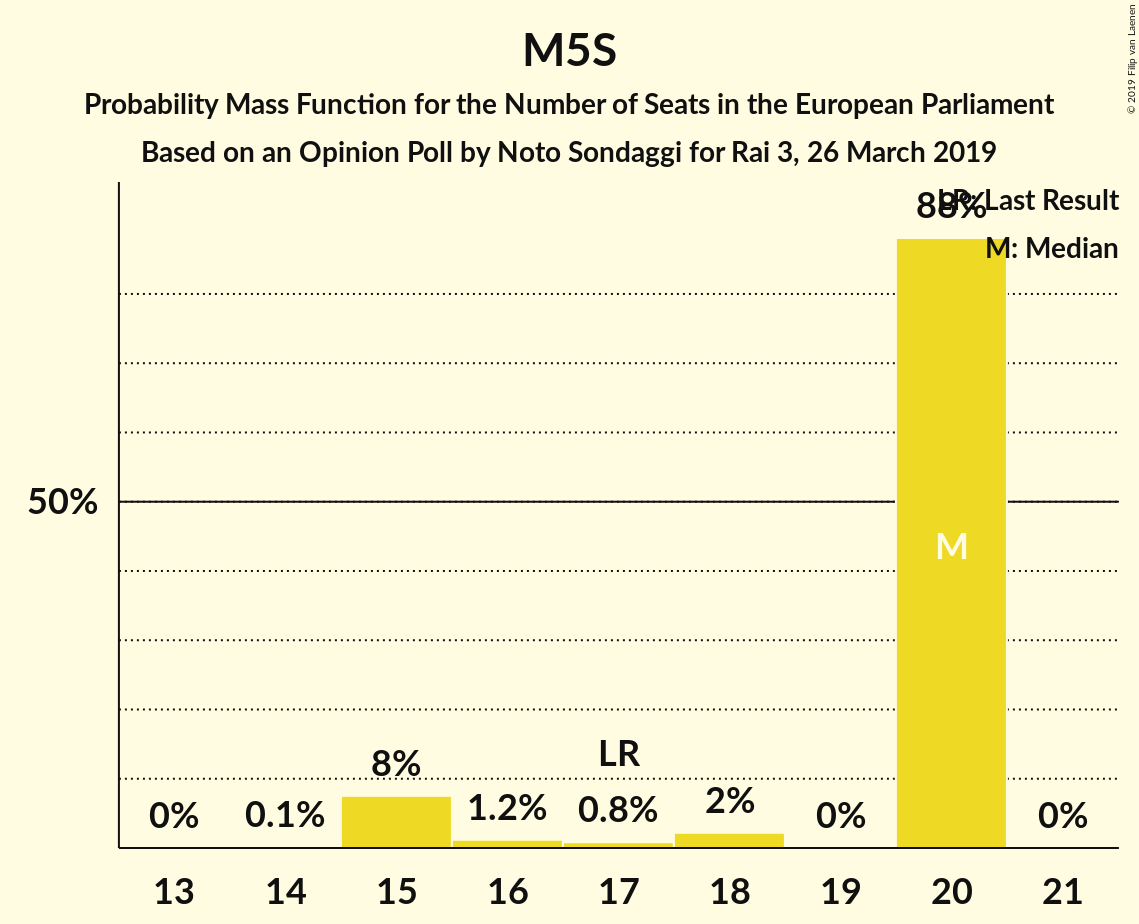 M5S
Probability Mass Function for the Number of Seats in the European Parliament
Based on an Opinion Poll by Noto Sondaggi for Rai 3, 26 March 2019
© 2019 Filip van Laenen
LR: Last Result
M: Median
88%
50%
M
LR
8%
2%
1.2%
0.8%
0%
0.1%
0%
0%
13 14 15 16 17 18 19 20 21